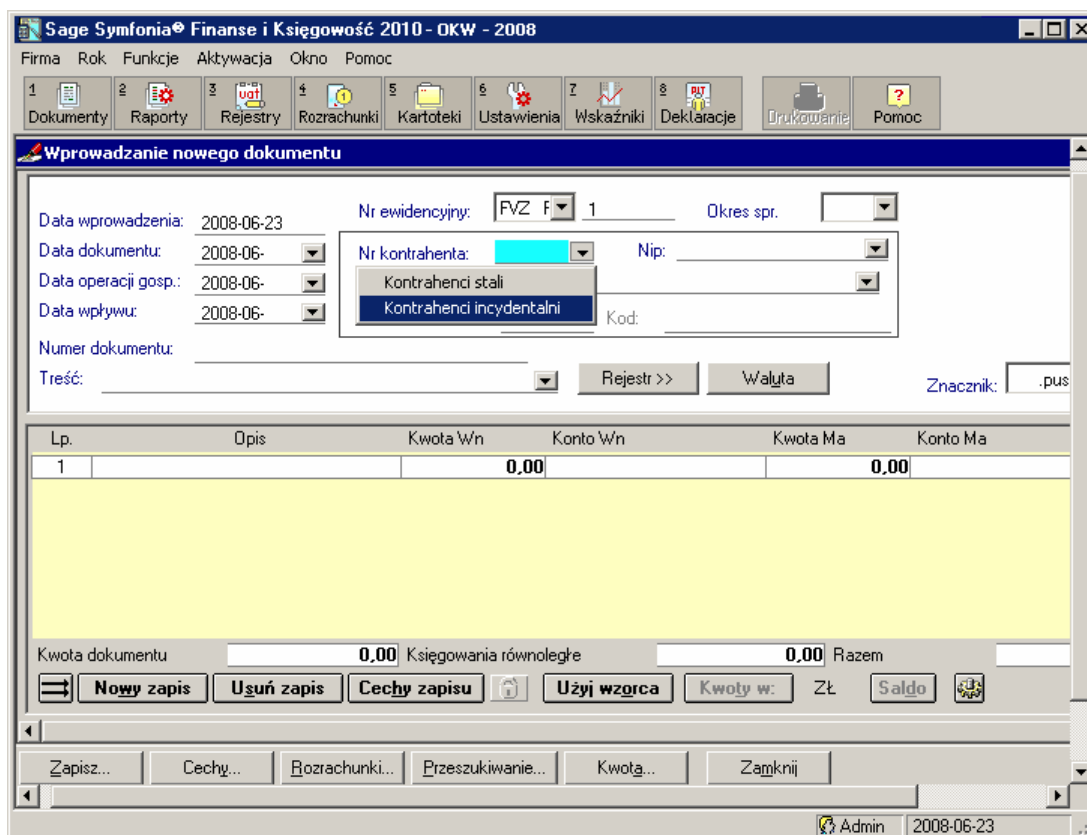 Sage Symfonia® Finanse i Księgowość 2010 - OKW - 2008
Firma Rok Funkcje Aktywacja Okno Pomoc
1 2 3 vat 4 5 6 7 8 PIT ?
Dokumenty Raporty Rejestry Rozrachunki Kartoteki Ustawienia Wskaźniki Deklaracje Drukowanie Pomoc
Wprowadzanie nowego dokumentu
Data wprowadzenia: 2008-06-23 Nr ewidencyjny: FVZ F 1 Okres spr.
Data dokumentu: 2008-06- Nr kontrahenta: Nip:
Data operacji gosp.: 2008-06- Kontrahenci stali
Data wpływu: 2008-06- Kontrahenci incydentalni Kod:
Numer dokumentu:
Treść: Rejestr >> Waluta Znacznik: .pus
Lp. Opis Kwota Wn Konto Wn Kwota Ma Konto Ma
1 0,00 0,00
Kwota dokumentu 0,00 Księgowania równoległe 0,00 Razem
Nowy zapis Usuń zapis Cechy zapisu Użyj wzorca Kwoty w: ZŁ Saldo
Zapisz... Cechy... Rozrachunki... Przeszukiwanie... Kwota... Zamknij
Admin 2008-06-23